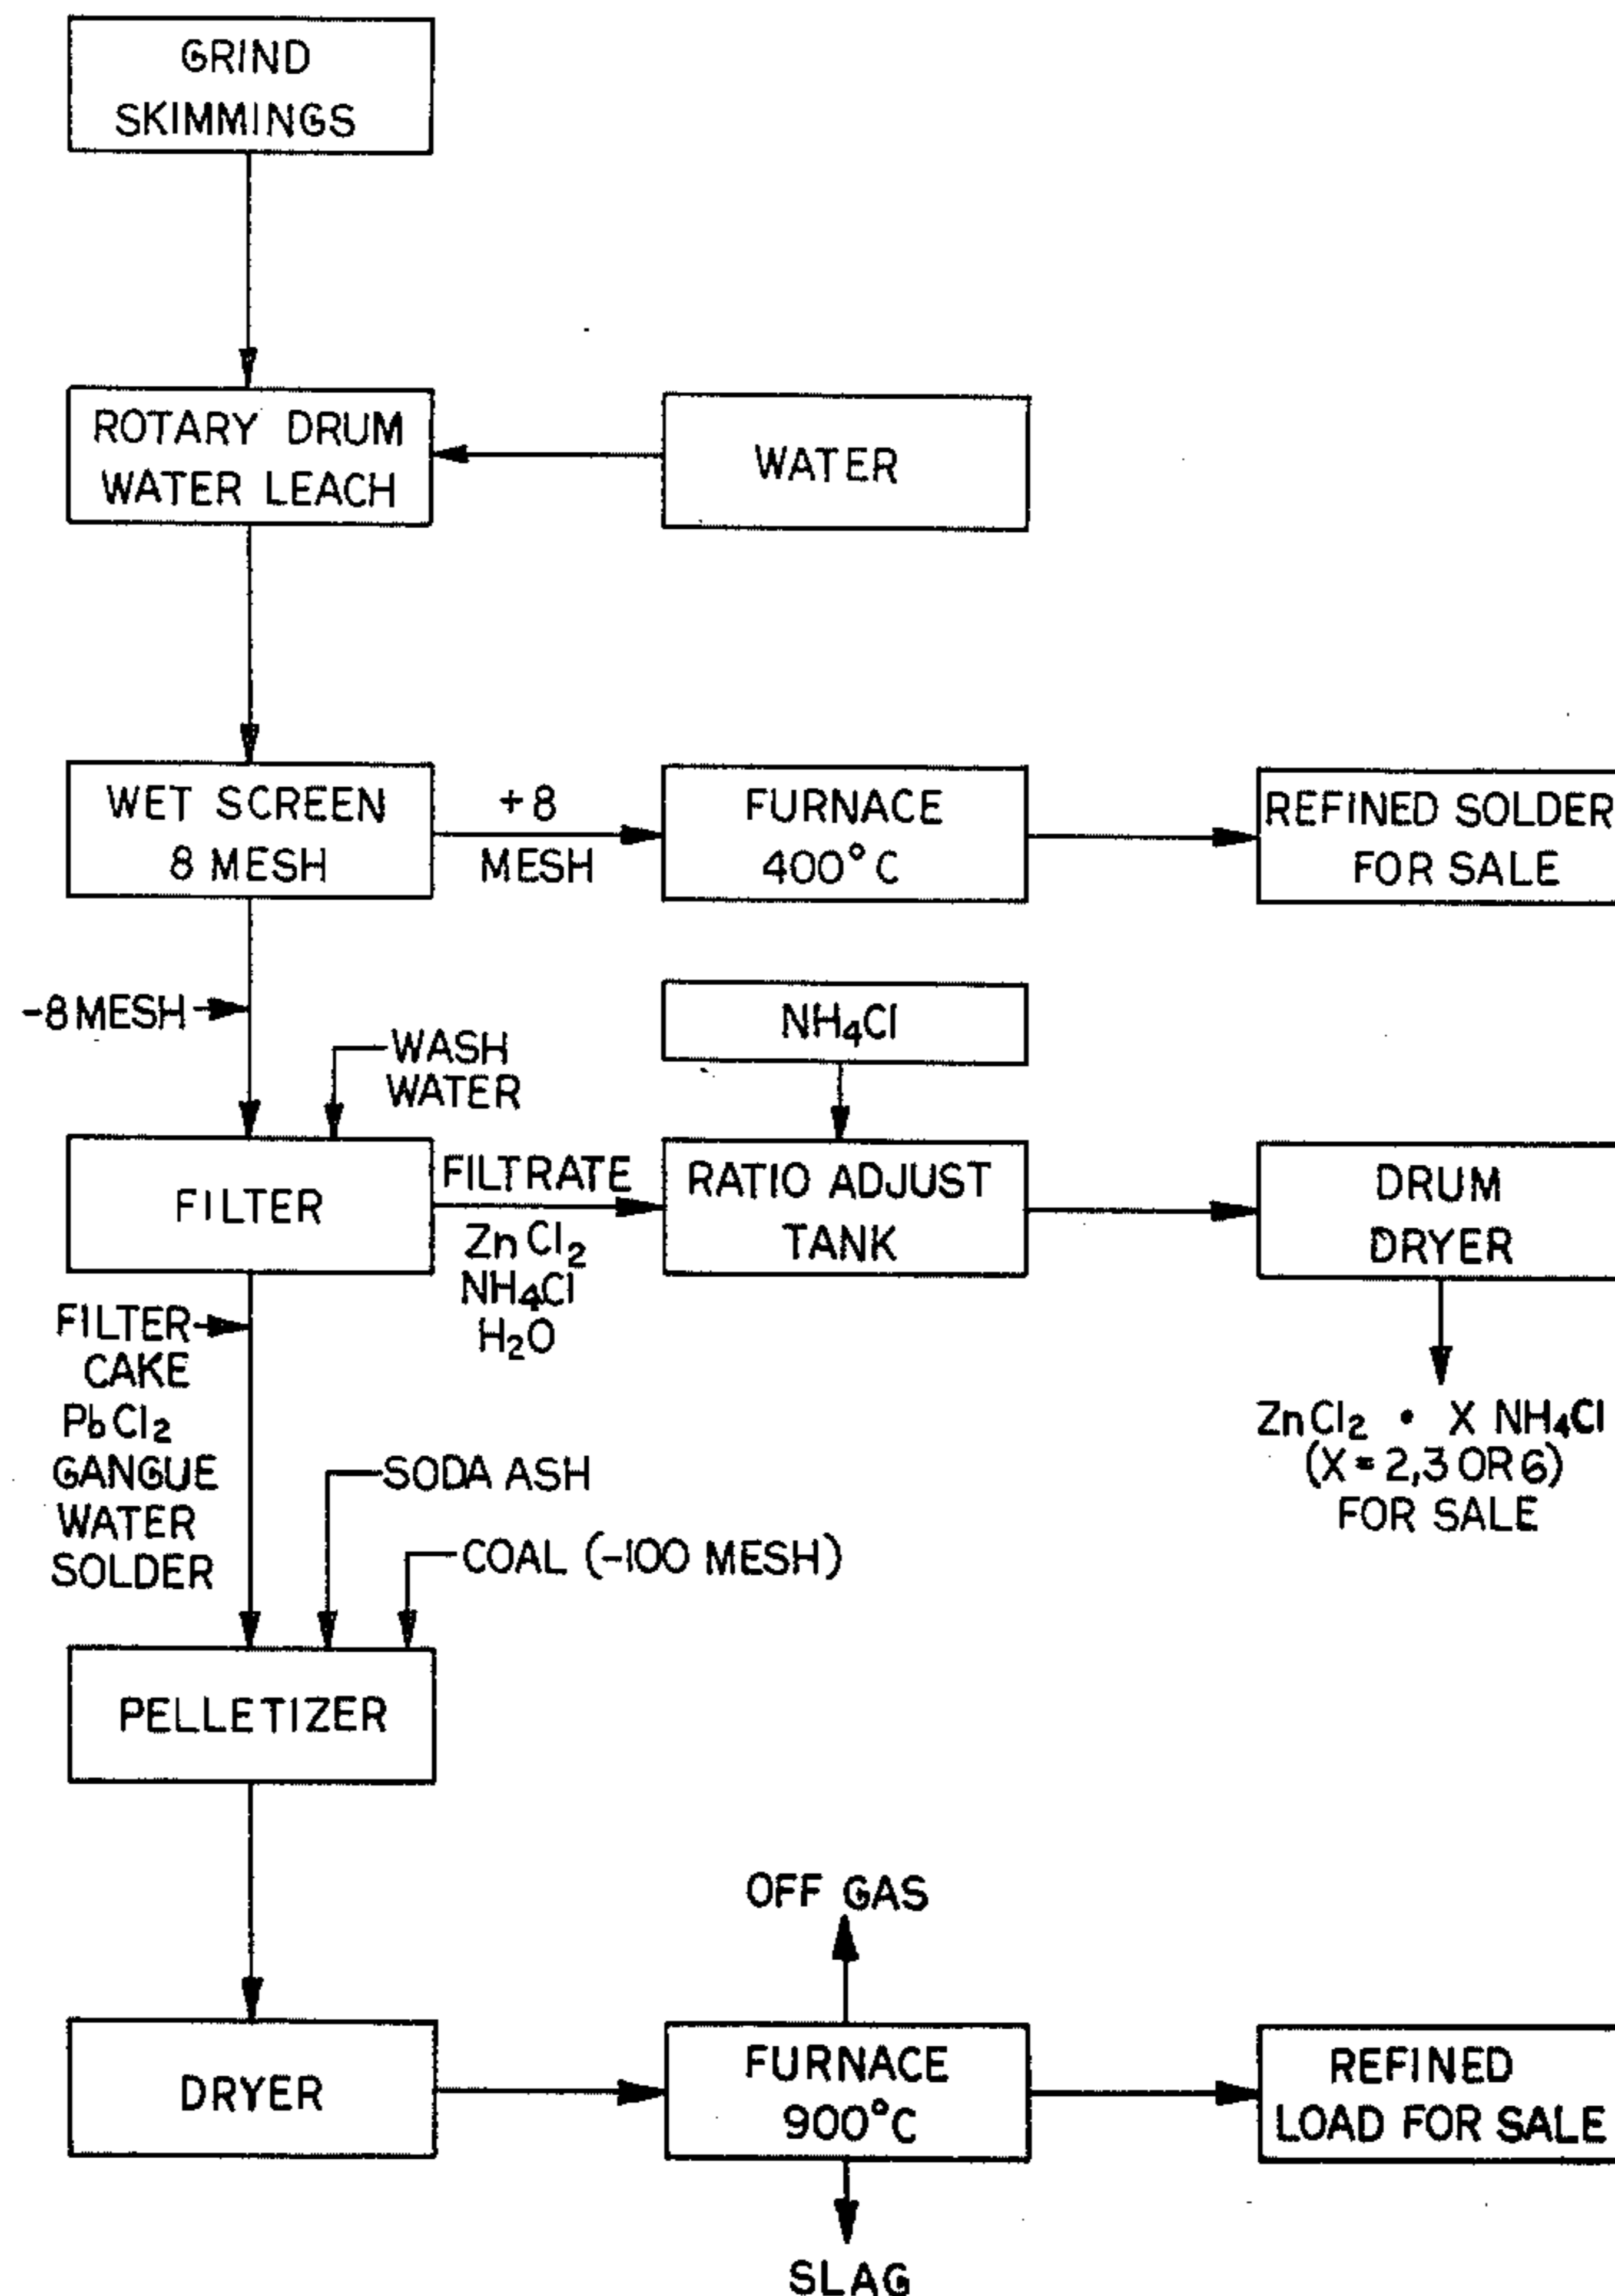 GRIND
SKIMMINGS
ROTARY DRUM
WATER LEACH
WATER
WET SCREEN
8 MESH
+8
MESH
FURNACE
400°C
REFINED SOLDER
FOR SALE
-8 MESH
WASH
WATER
NH₄Cl
FILTER
FILTRATE
ZnCl₂
NH₄Cl
H₂O
RATIO ADJUST
TANK
DRUM
DRYER
FILTER
CAKE
PbCl₂
GANGUE
WATER
SOLDER
ZnCl₂ • X NH₄Cl
(X = 2,3 OR 6)
FOR SALE
SODA ASH
COAL (-100 MESH)
PELLETIZER
OFF GAS
DRYER
FURNACE
900°C
REFINED
LOAD FOR SALE
SLAG